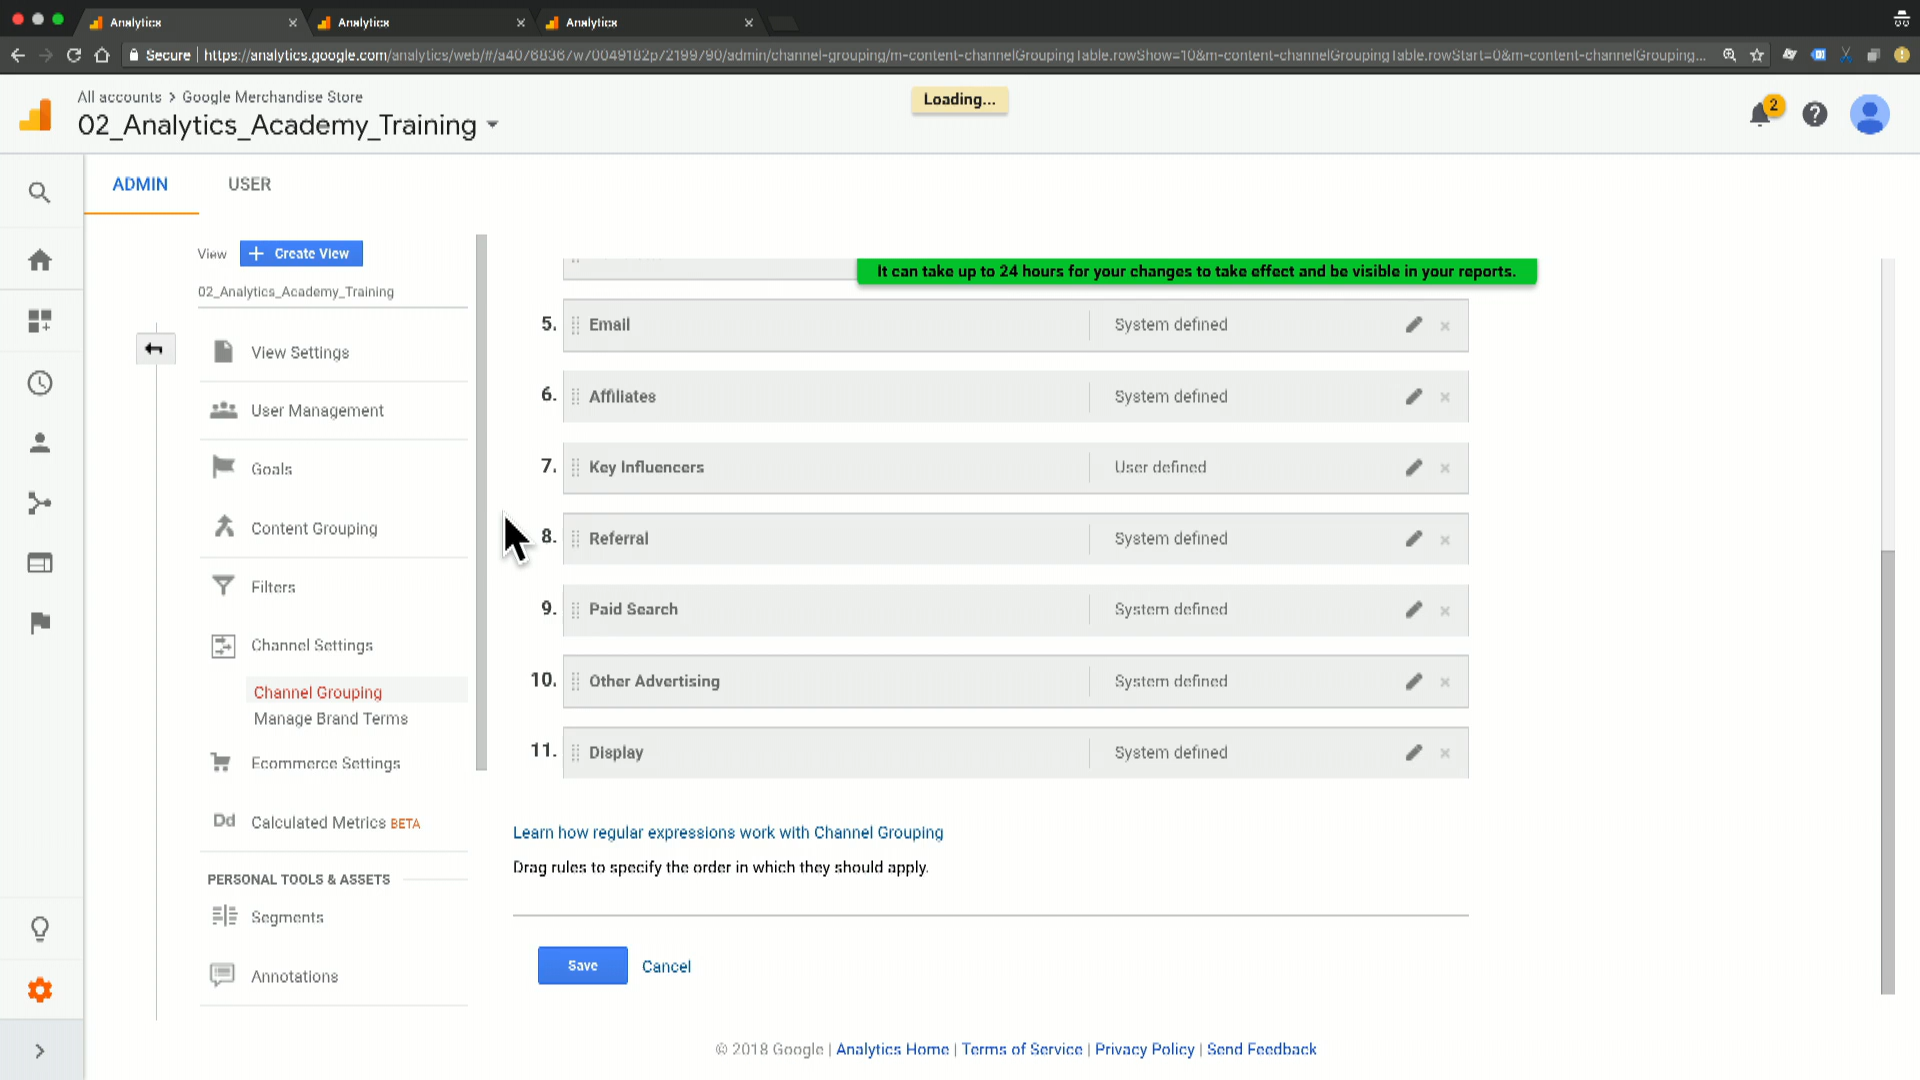 Analytics
Analytics
Analytics
Secure
https://analytics.google.com/analytics/web/#/a40768367w70049182p72199790/admin/channel-grouping/m-content-channelGroupingTable.rowShow=10&m-content-channelGroupingTable.rowStart=0&m-content-channelGrouping...
All accounts > Google Merchandise Store
02_Analytics_Academy_Training
Loading...
2
ADMIN
USER
View
+ Create View
02_Analytics_Academy_Training
View Settings
User Management
Goals
Content Grouping
Filters
Channel Settings
Channel Grouping
Manage Brand Terms
Ecommerce Settings
Dd Calculated Metrics BETA
PERSONAL TOOLS & ASSETS
Segments
Annotations
It can take up to 24 hours for your changes to take effect and be visible in your reports.
5. Email System defined
6. Affiliates System defined
7. Key Influencers User defined
8. Referral System defined
9. Paid Search System defined
10. Other Advertising System defined
11. Display System defined
Learn how regular expressions work with Channel Grouping
Drag rules to specify the order in which they should apply.
Save
Cancel
© 2018 Google | Analytics Home | Terms of Service | Privacy Policy | Send Feedback